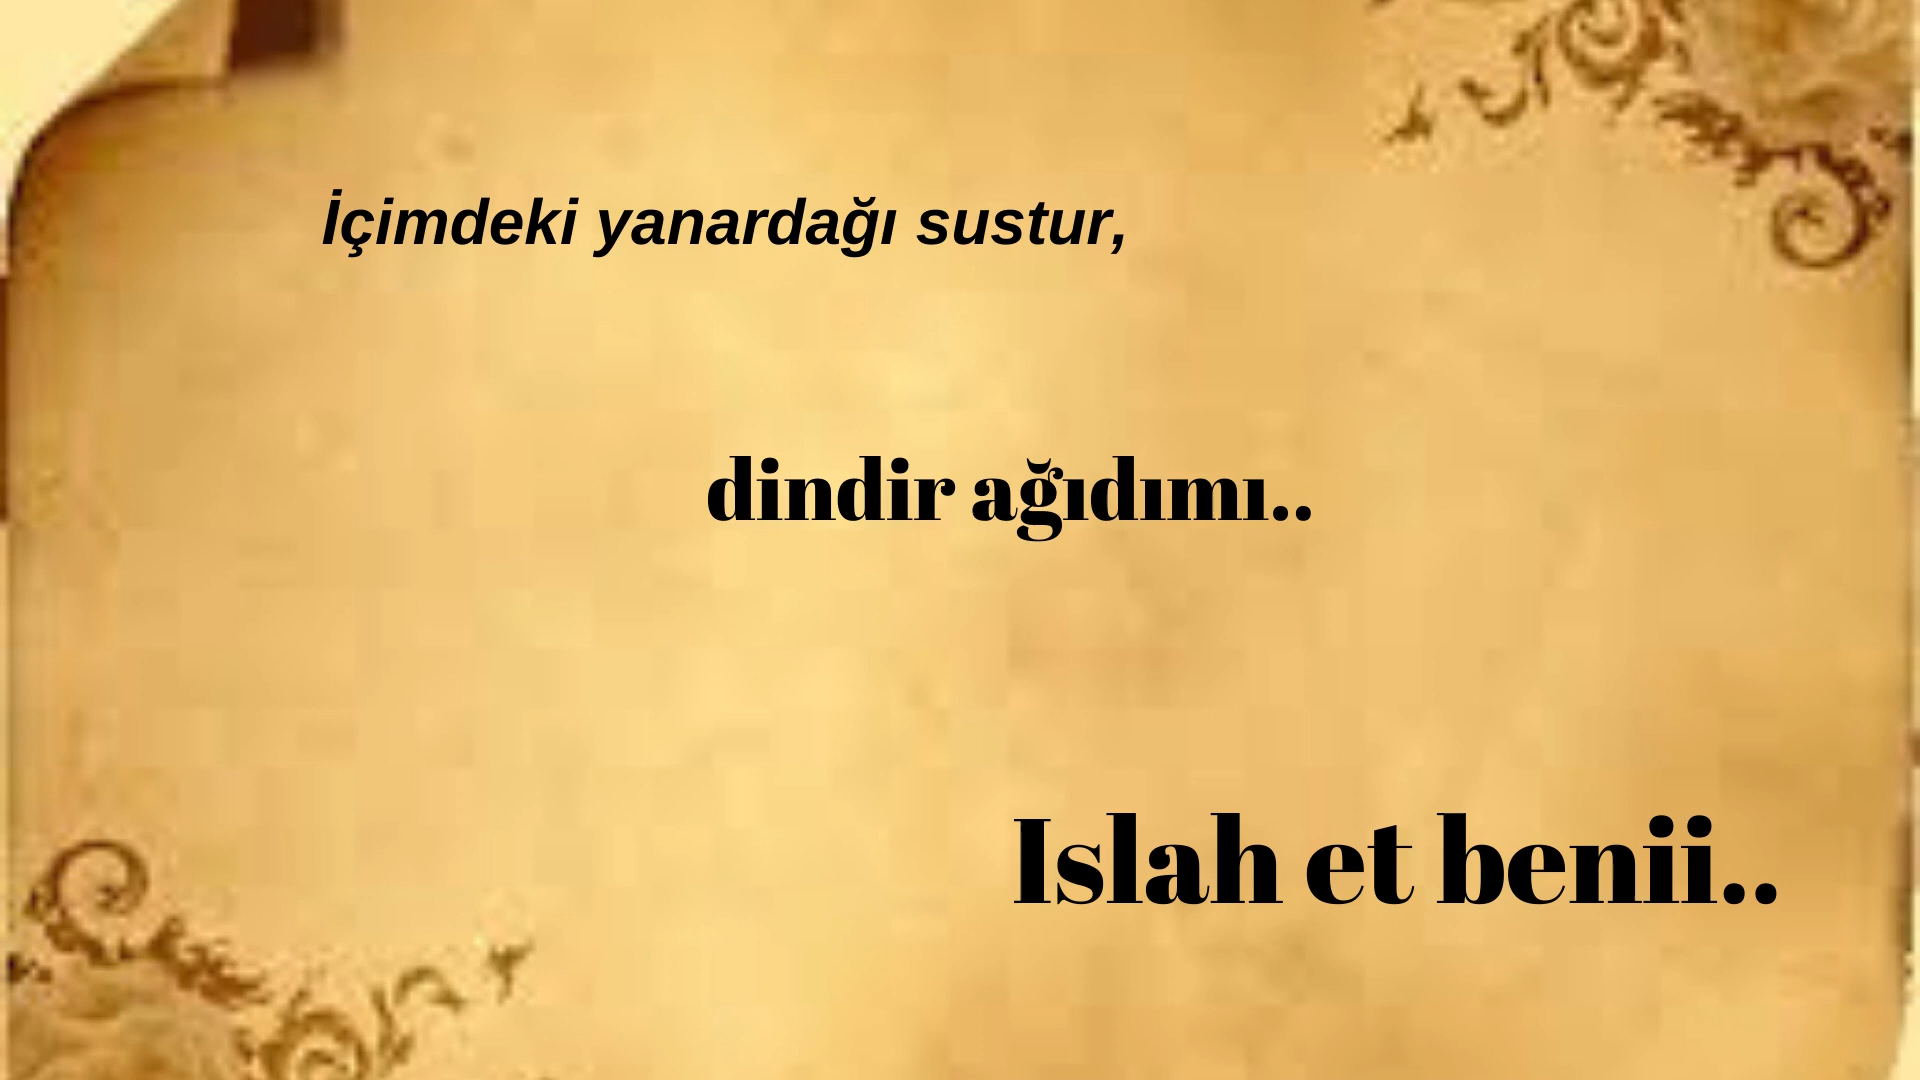 İçimdeki yanardağı sustur,
dindir ağıdımı..
Islah et benii..